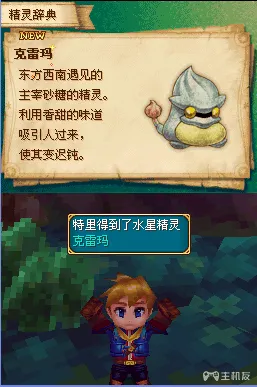 精灵辞典
NEW
克雷玛
东方西南遇见的
主宰砂糖的精灵。
利用香甜的味道
吸引人过来，
使其变迟钝。
特里得到了水星精灵
克雷玛
主机友